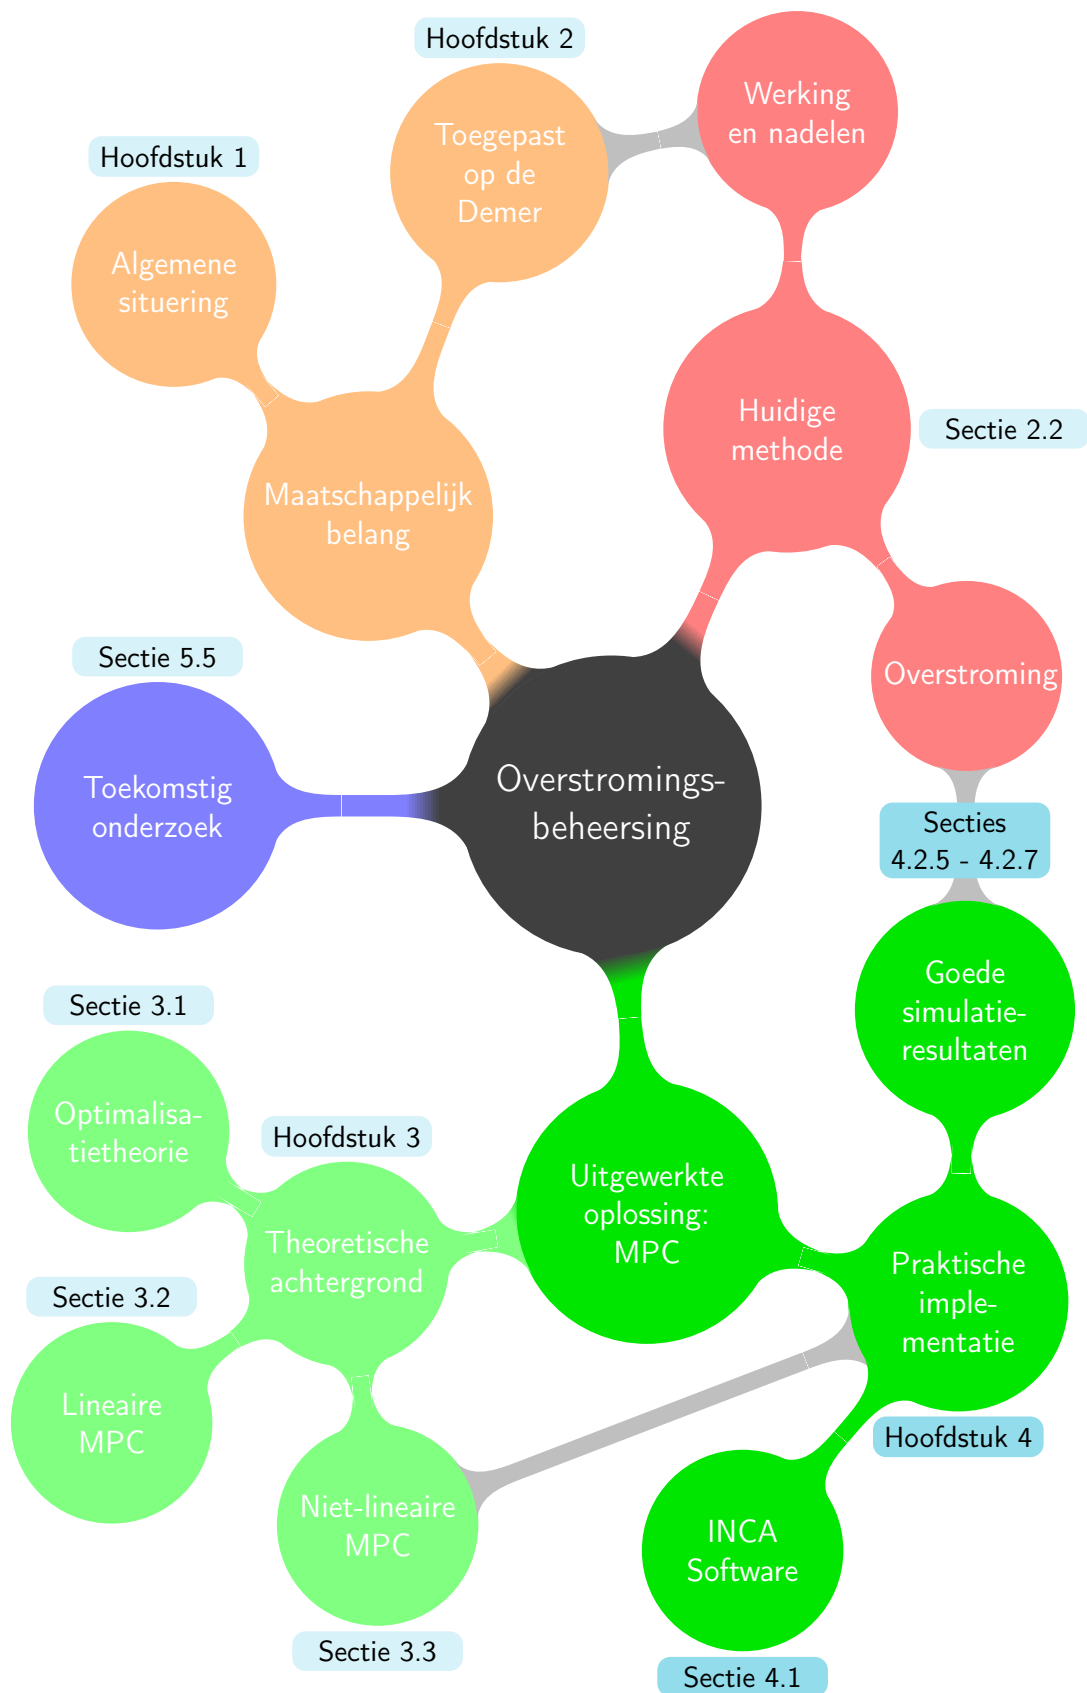 Hoofdstuk 2
Werking
en nadelen
Toegepast
op de
Demer
Hoofdstuk 1
Algemene
situering
Huidige
methode
Sectie 2.2
Maatschappelijk
belang
Overstroming
Sectie 5.5
Toekomstig
onderzoek
Overstromings-
beheersing
Secties
4.2.5 - 4.2.7
Goede
simulatie-
resultaten
Sectie 3.1
Optimalisa-
tietheorie
Hoofdstuk 3
Theoretische
achtergrond
Uitgewerkte
oplossing:
MPC
Praktische
imple-
mentatie
Sectie 3.2
Lineaire
MPC
Hoofdstuk 4
Niet-lineaire
MPC
Sectie 3.3
INCA
Software
Sectie 4.1